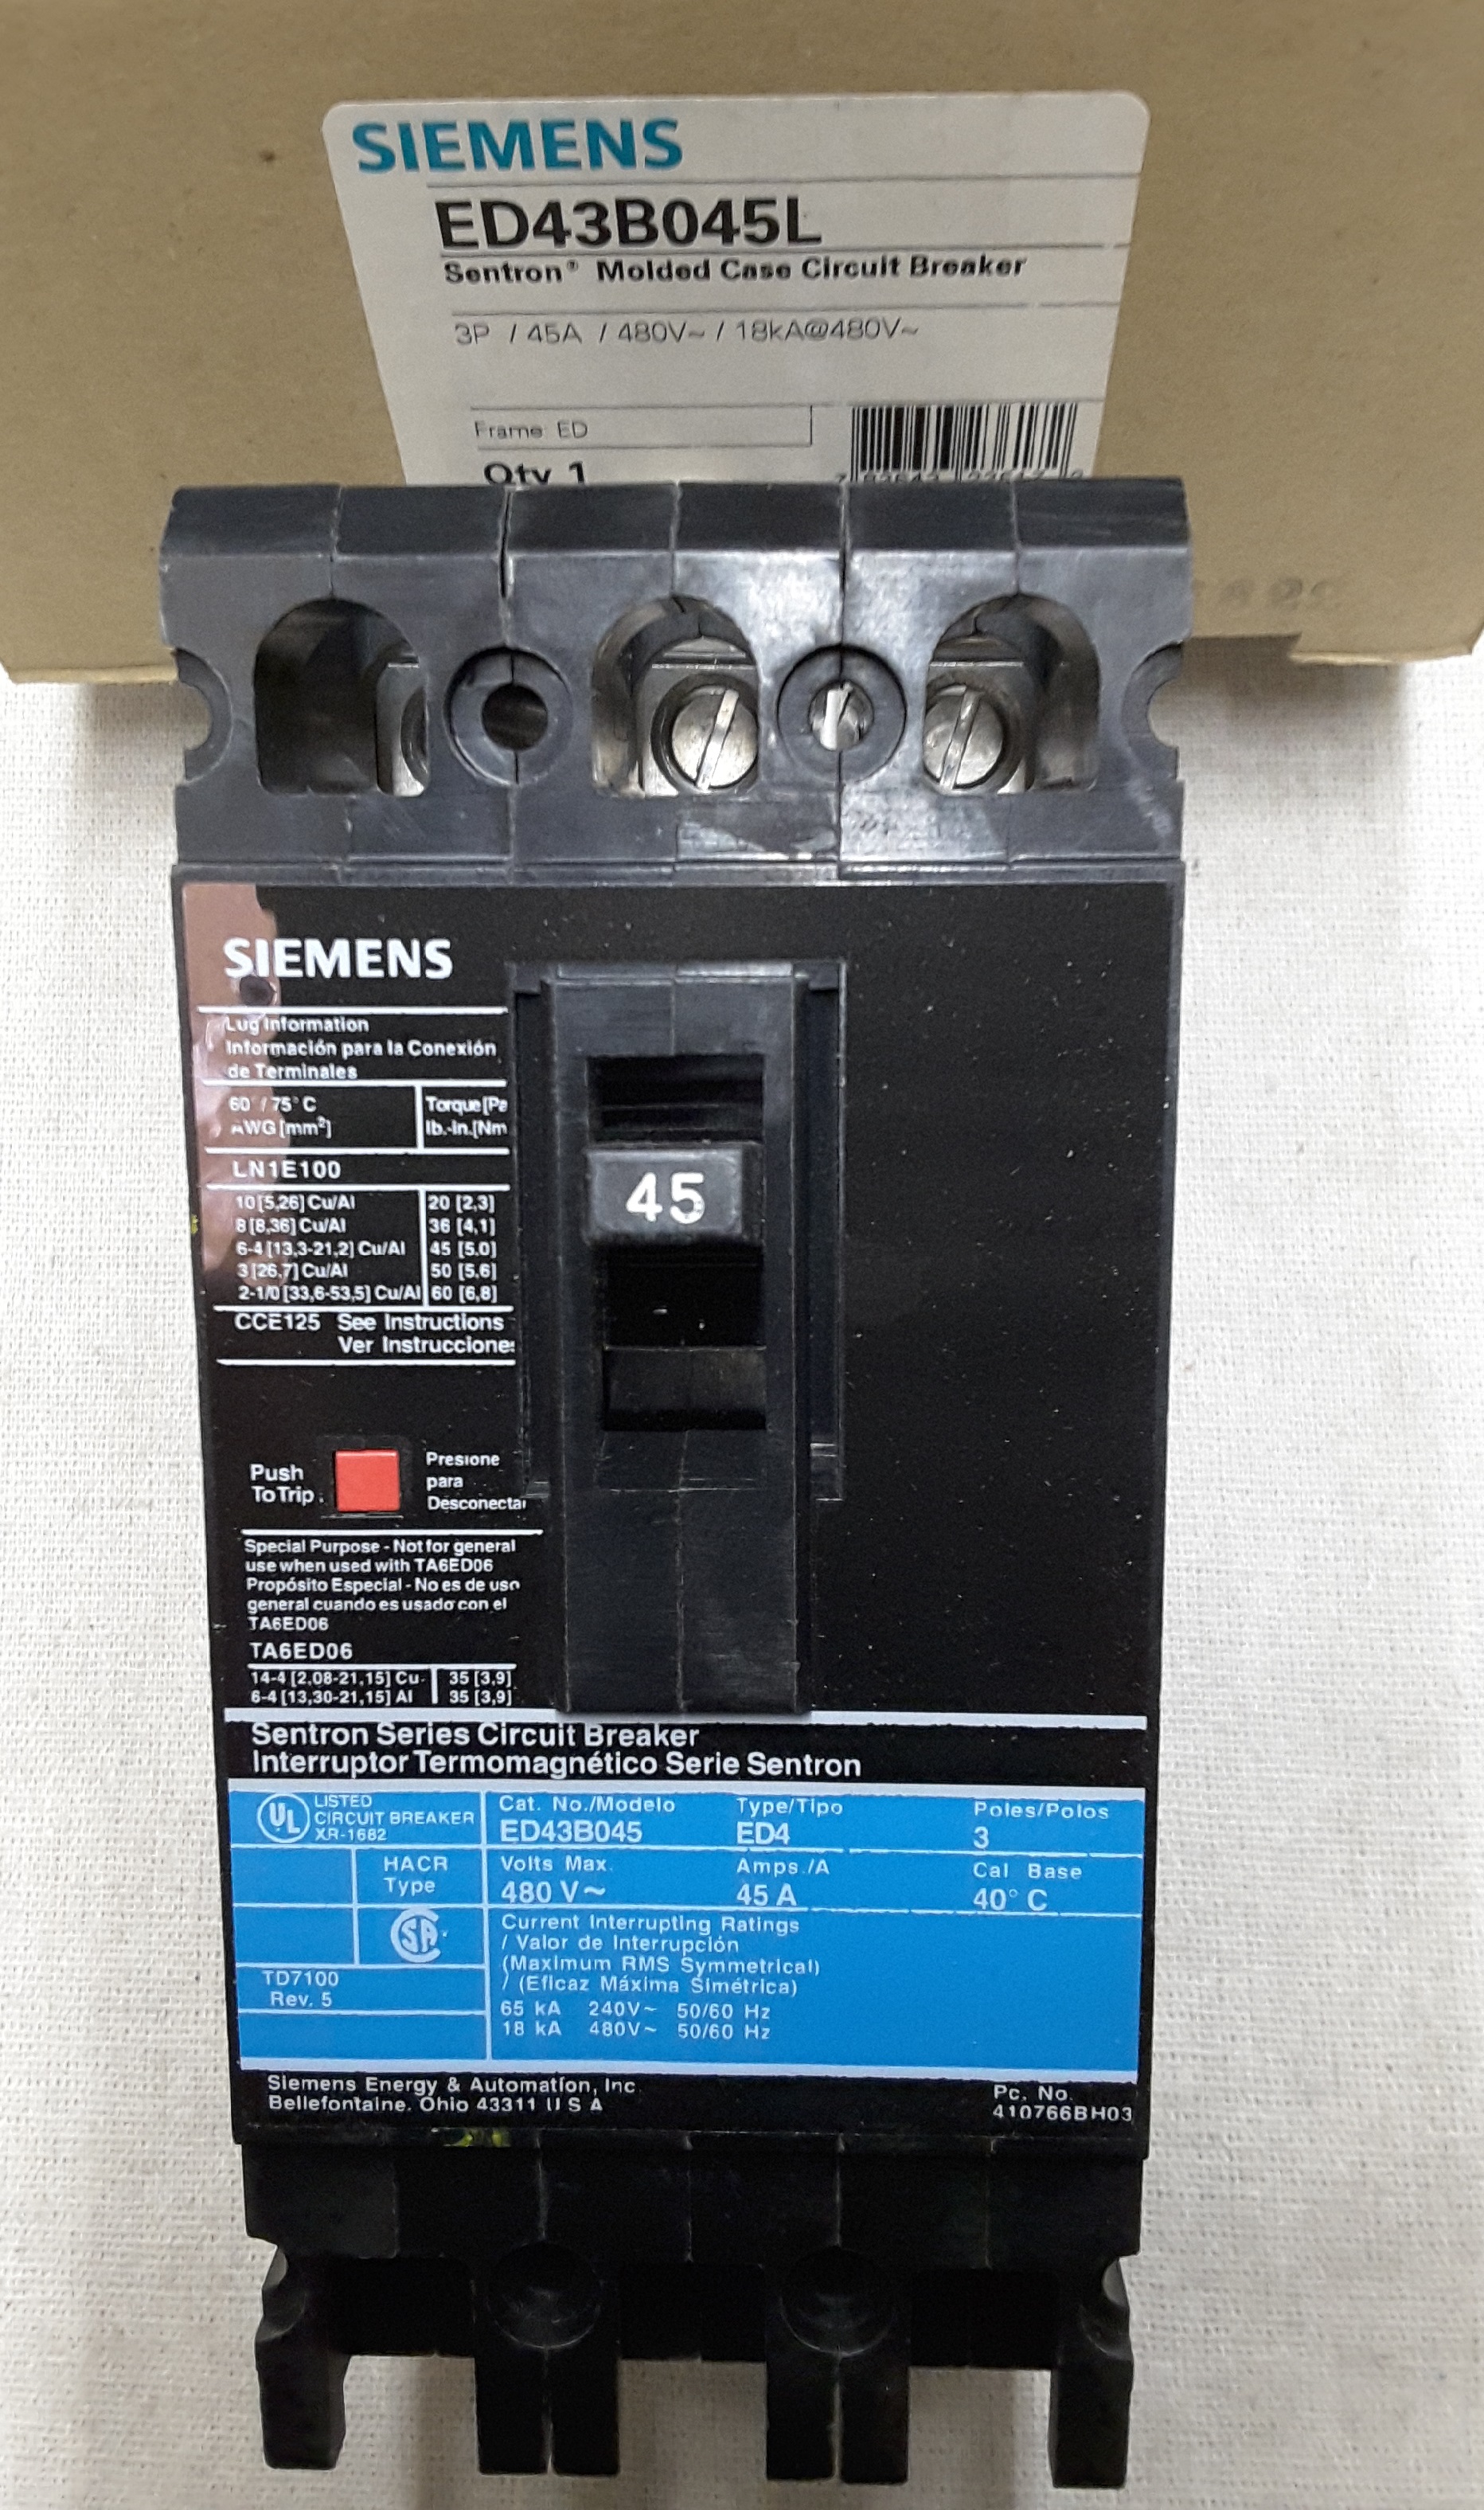 SIEMENS
ED43B045L
Sentron® Molded Case Circuit Breaker
3P / 45A / 480V~ / 18kA@480V~
Frame: ED
Qty 1
SIEMENS
Lug Information
Información para la Conexión
de Terminales
60°/75°C
AWG [mm²]
Torque [Pa
lb.-in.[Nm
LN1E100
10 [5,26] Cu/Al 20 [2,3]
8 [8,36] Cu/Al 36 [4,1]
6-4 [13,3-21,2] Cu/Al 45 [5.0]
3 [26,7] Cu/Al 50 [5,6]
2-1/0 [33,6-53,5] Cu/Al 60 [6,8]
CCE125 See Instructions
Ver Instrucciones
45
Push
To Trip
Presione
para
Desconectar
Special Purpose - Not for general
use when used with TA6ED06
Propósito Especial - No es de uso
general cuando es usado con el
TA6ED06
TA6ED06
14-4 [2,08-21,15] Cu 35 [3,9]
6-4 [13,30-21,15] Al 35 [3,9]
Sentron Series Circuit Breaker
Interruptor Termomagnético Serie Sentron
UL LISTED
CIRCUIT BREAKER
XR-1682
Cat. No./Modelo Type/Tipo Poles/Polos
ED43B045 ED4 3
HACR
Type
Volts Max. Amps./A Cal Base
480 V~ 45 A 40° C
SA
Current Interrupting Ratings
/ Valor de Interrupción
(Maximum RMS Symmetrical)
/ (Eficaz Máxima Simétrica)
65 kA 240V~ 50/60 Hz
18 kA 480V~ 50/60 Hz
TD7100
Rev. 5
Siemens Energy & Automation, Inc.
Bellefontaine, Ohio 43311 U S A
Pc. No.
410766BH03